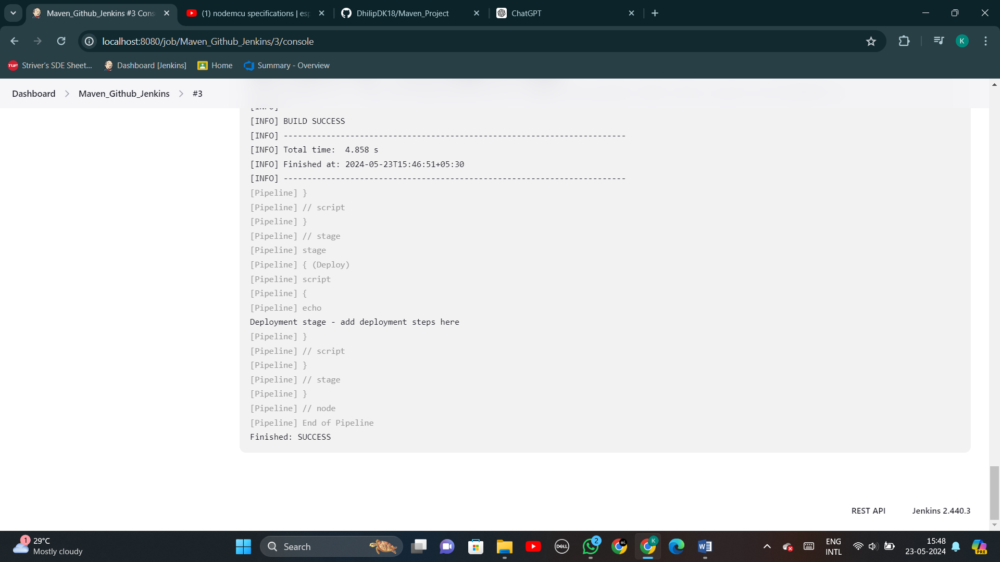 Maven_Github_Jenkins #3 Cons
(1) nodemcu specifications | esp
DhilipDK18/Maven_Project
ChatGPT
localhost:8080/job/Maven_Github_Jenkins/3/console
K
TUF Striver's SDE Sheet...
Dashboard [Jenkins]
Home
Summary - Overview
Dashboard > Maven_Github_Jenkins > #3
[INFO]
[INFO] BUILD SUCCESS
[INFO] ------------------------------------------------------------------------
[INFO] Total time:  4.858 s
[INFO] Finished at: 2024-05-23T15:46:51+05:30
[INFO] ------------------------------------------------------------------------
[Pipeline] }
[Pipeline] // script
[Pipeline] }
[Pipeline] // stage
[Pipeline] stage
[Pipeline] { (Deploy)
[Pipeline] script
[Pipeline] {
[Pipeline] echo
Deployment stage - add deployment steps here
[Pipeline] }
[Pipeline] // script
[Pipeline] }
[Pipeline] // stage
[Pipeline] }
[Pipeline] // node
[Pipeline] End of Pipeline
Finished: SUCCESS
REST API
Jenkins 2.440.3
1
29°C
Mostly cloudy
Search
DELL
2
K
W
ENG
INTL
15:48
23-05-2024
PRE